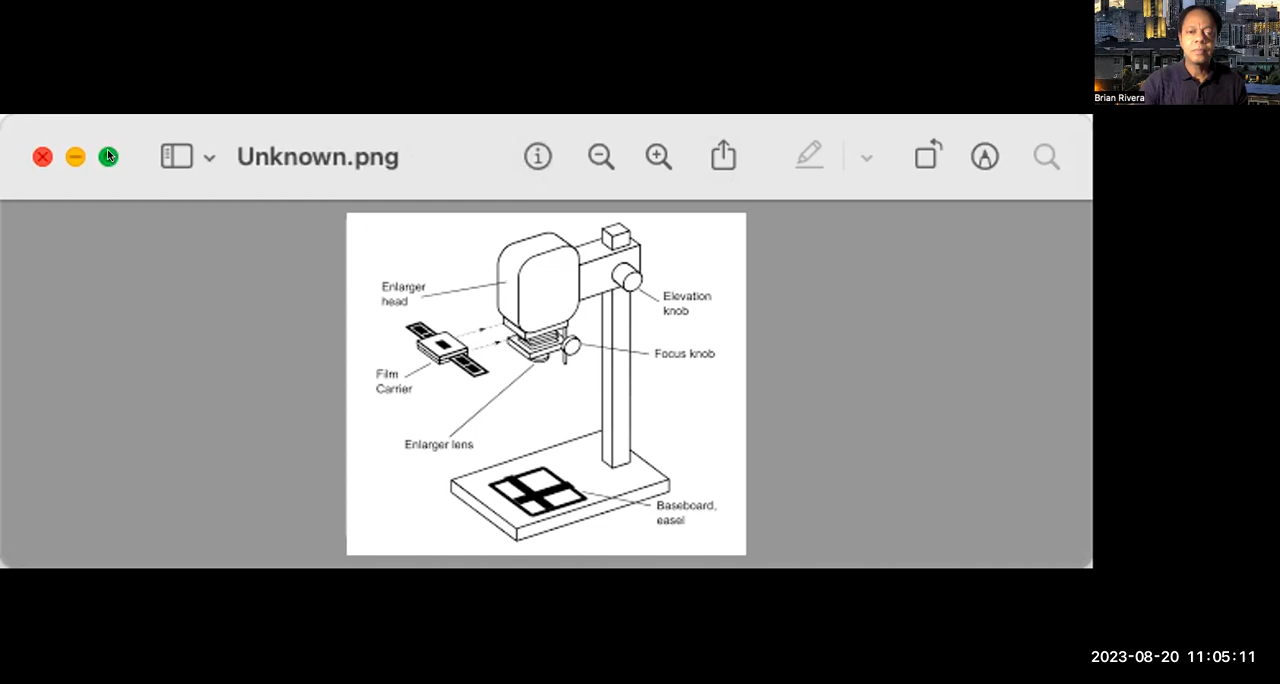 Brian Rivera
Unknown.png
Enlarger
head
Elevation
knob
Focus knob
Film
Carrier
Enlarger lens
Baseboard,
easel
2023-08-20 11:05:11